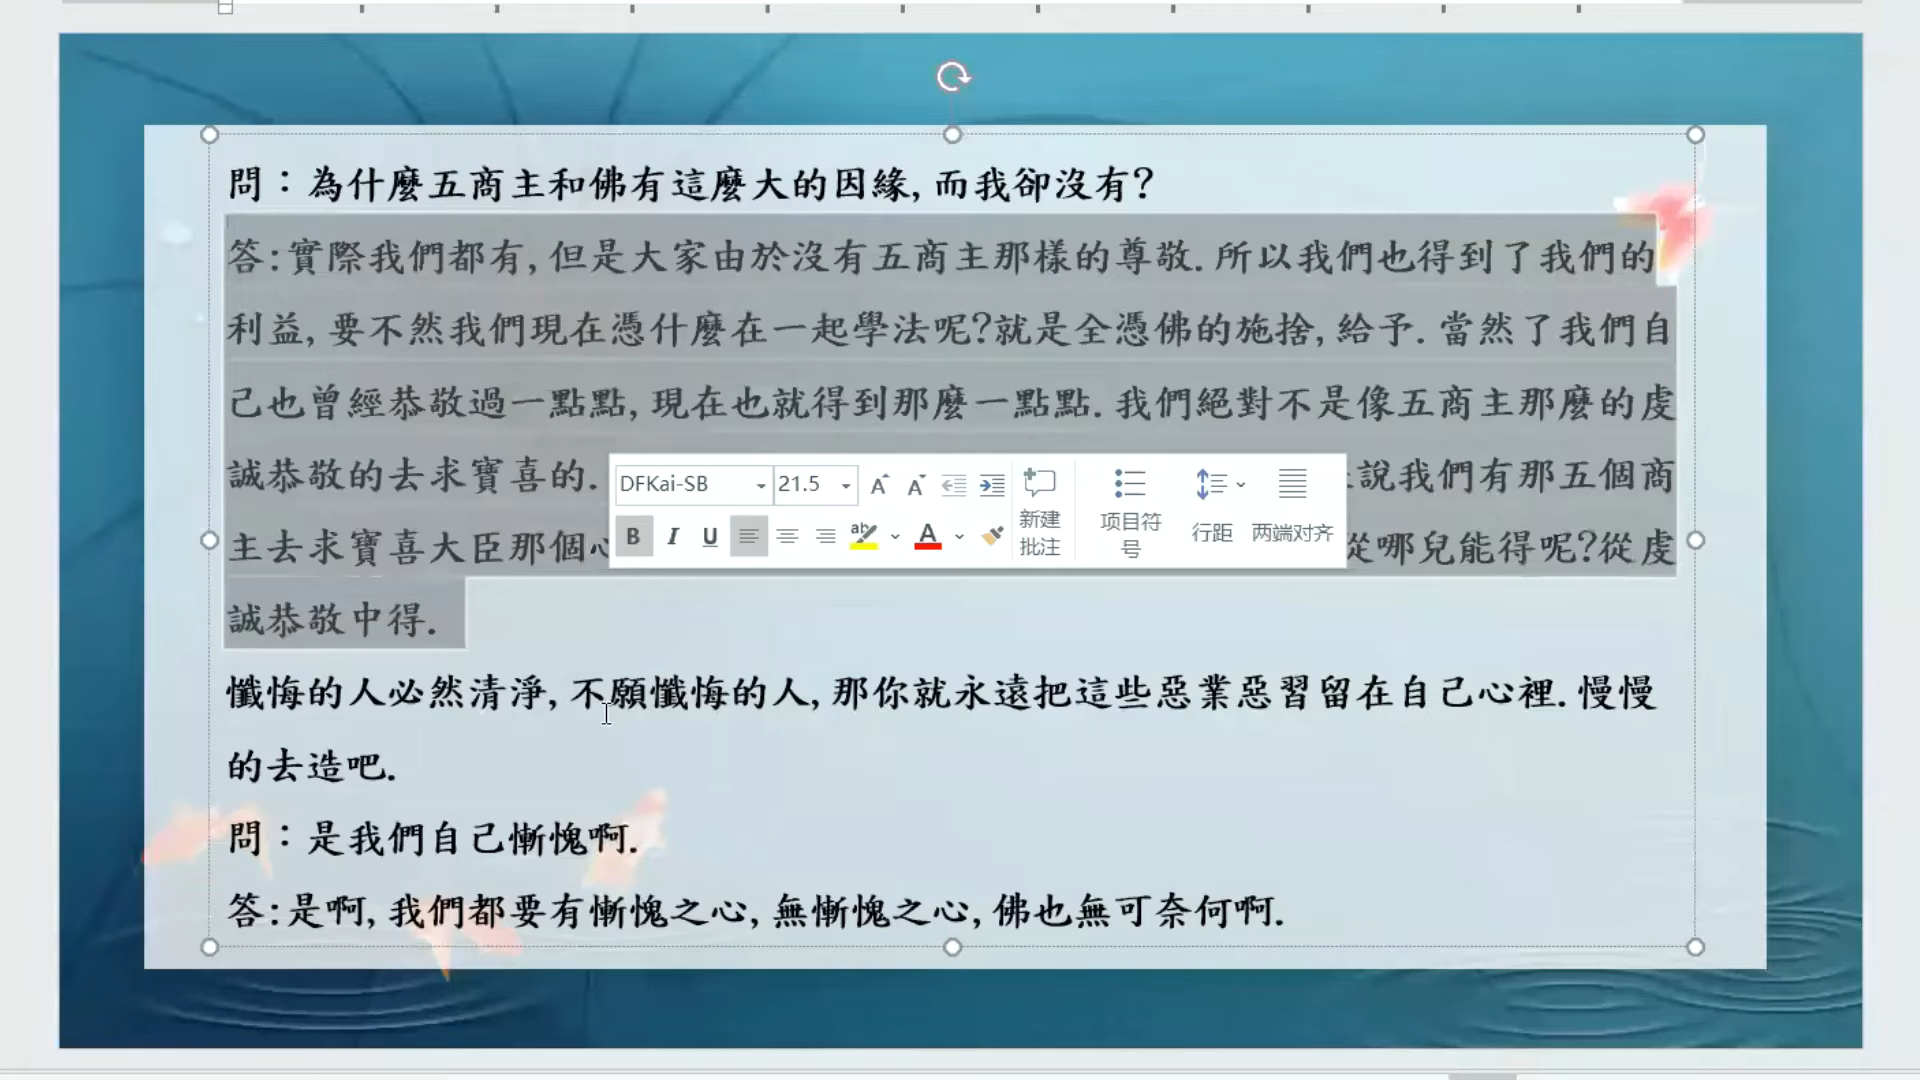 問：為什麼五商主和佛有這麼大的因緣,而我卻沒有?
答:實際我們都有,但是大家由於沒有五商主那樣的尊敬.所以我們也得到了我們的
利益,要不然我們現在憑什麼在一起學法呢?就是全憑佛的施捨,給予.當然了我們自
己也曾經恭敬過一點點,現在也就得到那麼一點點.我們絕對不是像五商主那麼的虔
誠恭敬的去求寶喜的.
說我們有那五個商
DFKai-SB 21.5
主去求寶喜大臣那個
從哪兒能得呢?從虔
B I U A
新建批注
项目符号
行距
两端对齐
誠恭敬中得.
懺悔的人必然清淨,不願懺悔的人,那你就永遠把這些惡業惡習留在自己心裡.慢慢
的去造吧.
問：是我們自己慚愧啊.
答:是啊,我們都要有慚愧之心,無慚愧之心,佛也無可奈何啊.